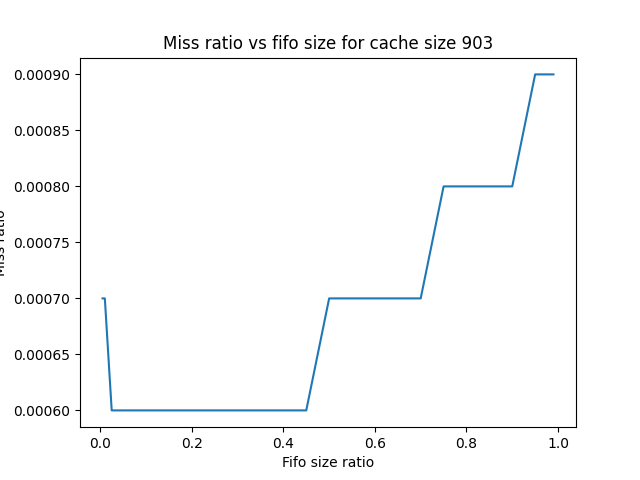 Miss ratio vs fifo size for cache size 903
0.00090
0.00085
0.00080
0.00075
0.00070
0.00065
0.00060
Miss ratio
0.0 0.2 0.4 0.6 0.8 1.0
Fifo size ratio